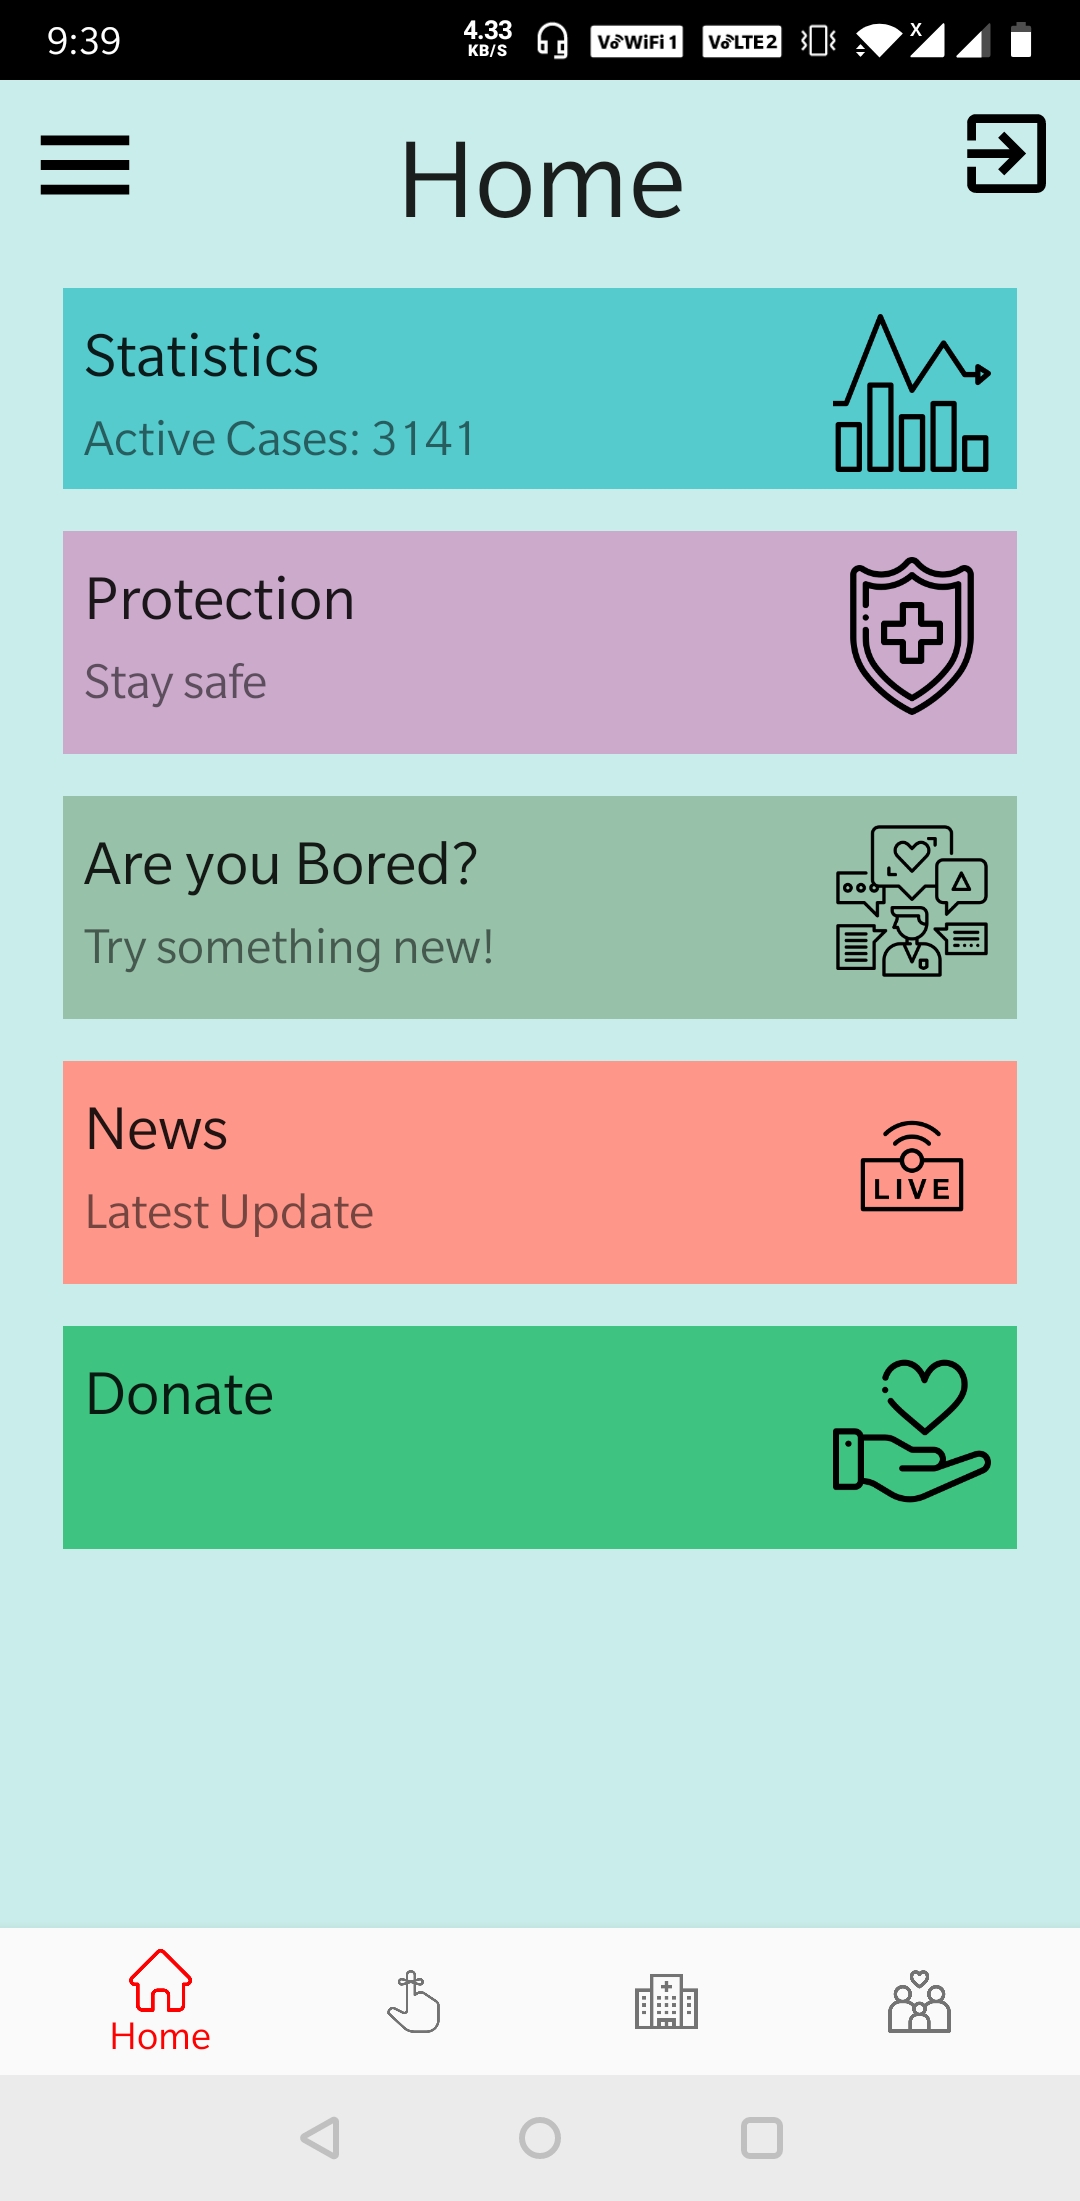 9:39
4.33
KB/S
VoWiFi 1
VoLTE 2
X
Home
Statistics
Active Cases: 3141
Protection
Stay safe
Are you Bored?
Try something new!
News
Latest Update
LIVE
Donate
Home